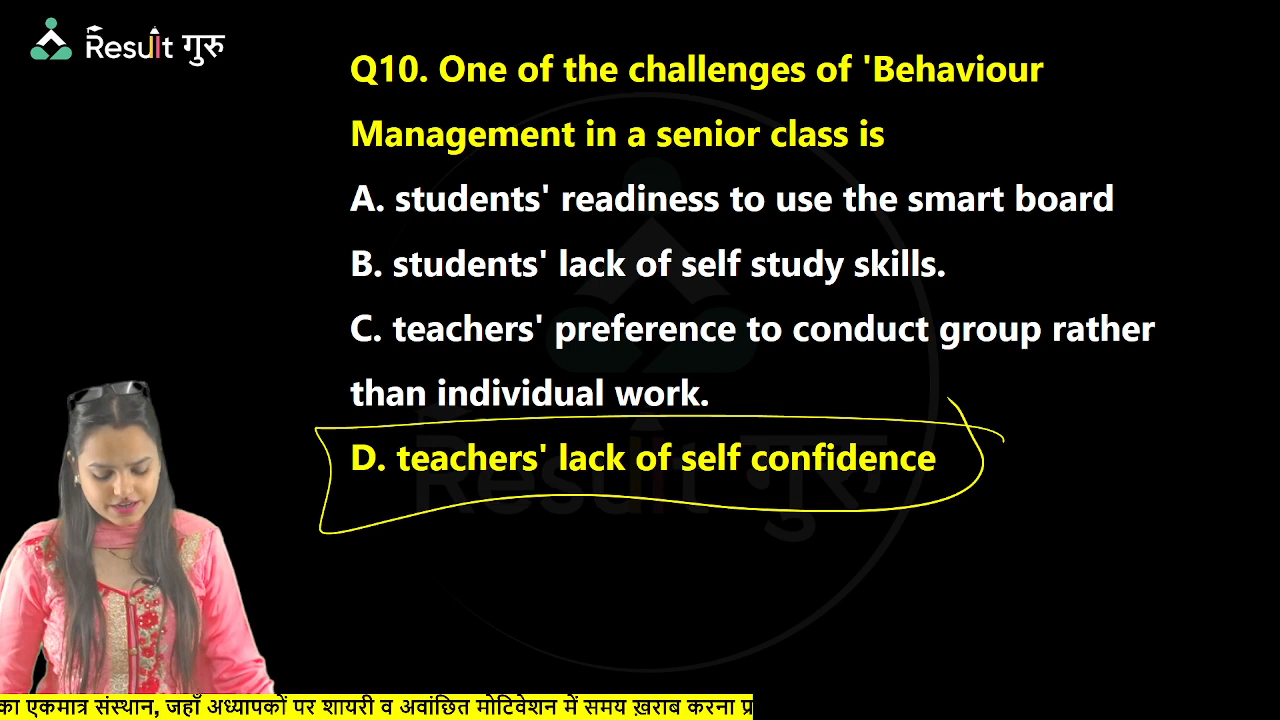 Result गुरु
Q10. One of the challenges of 'Behaviour
Management in a senior class is
A. students' readiness to use the smart board
B. students' lack of self study skills.
C. teachers' preference to conduct group rather
than individual work.
D. teachers' lack of self confidence
Result गुरु
का एकमात्र संस्थान, जहाँ अध्यापकों पर शायरी व अवांछित मोटिवेशन में समय ख़राब करना प्र